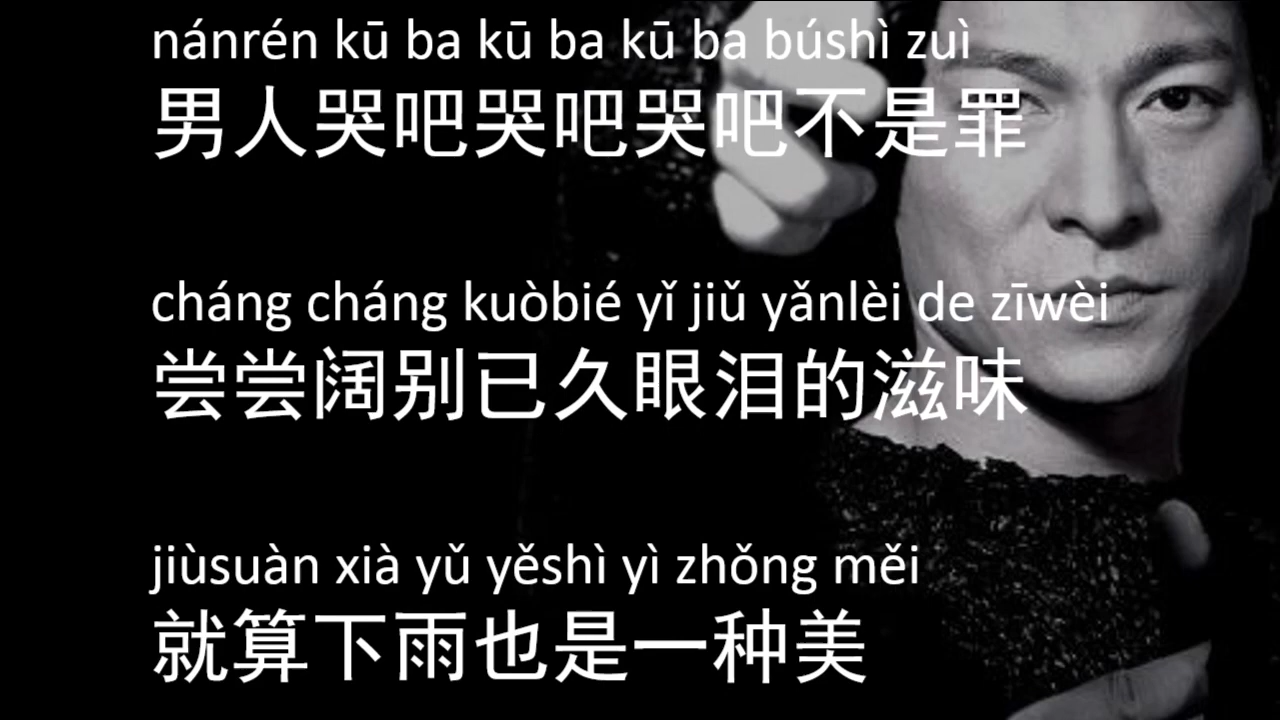 nánrén kū ba kū ba kū ba búshì zuì
男人哭吧哭吧哭吧不是罪
cháng cháng kuòbié yǐ jiǔ yǎnlèi de zīwèi
尝尝阔别已久眼泪的滋味
jiùsuàn xià yǔ yěshì yì zhǒng měi
就算下雨也是一种美